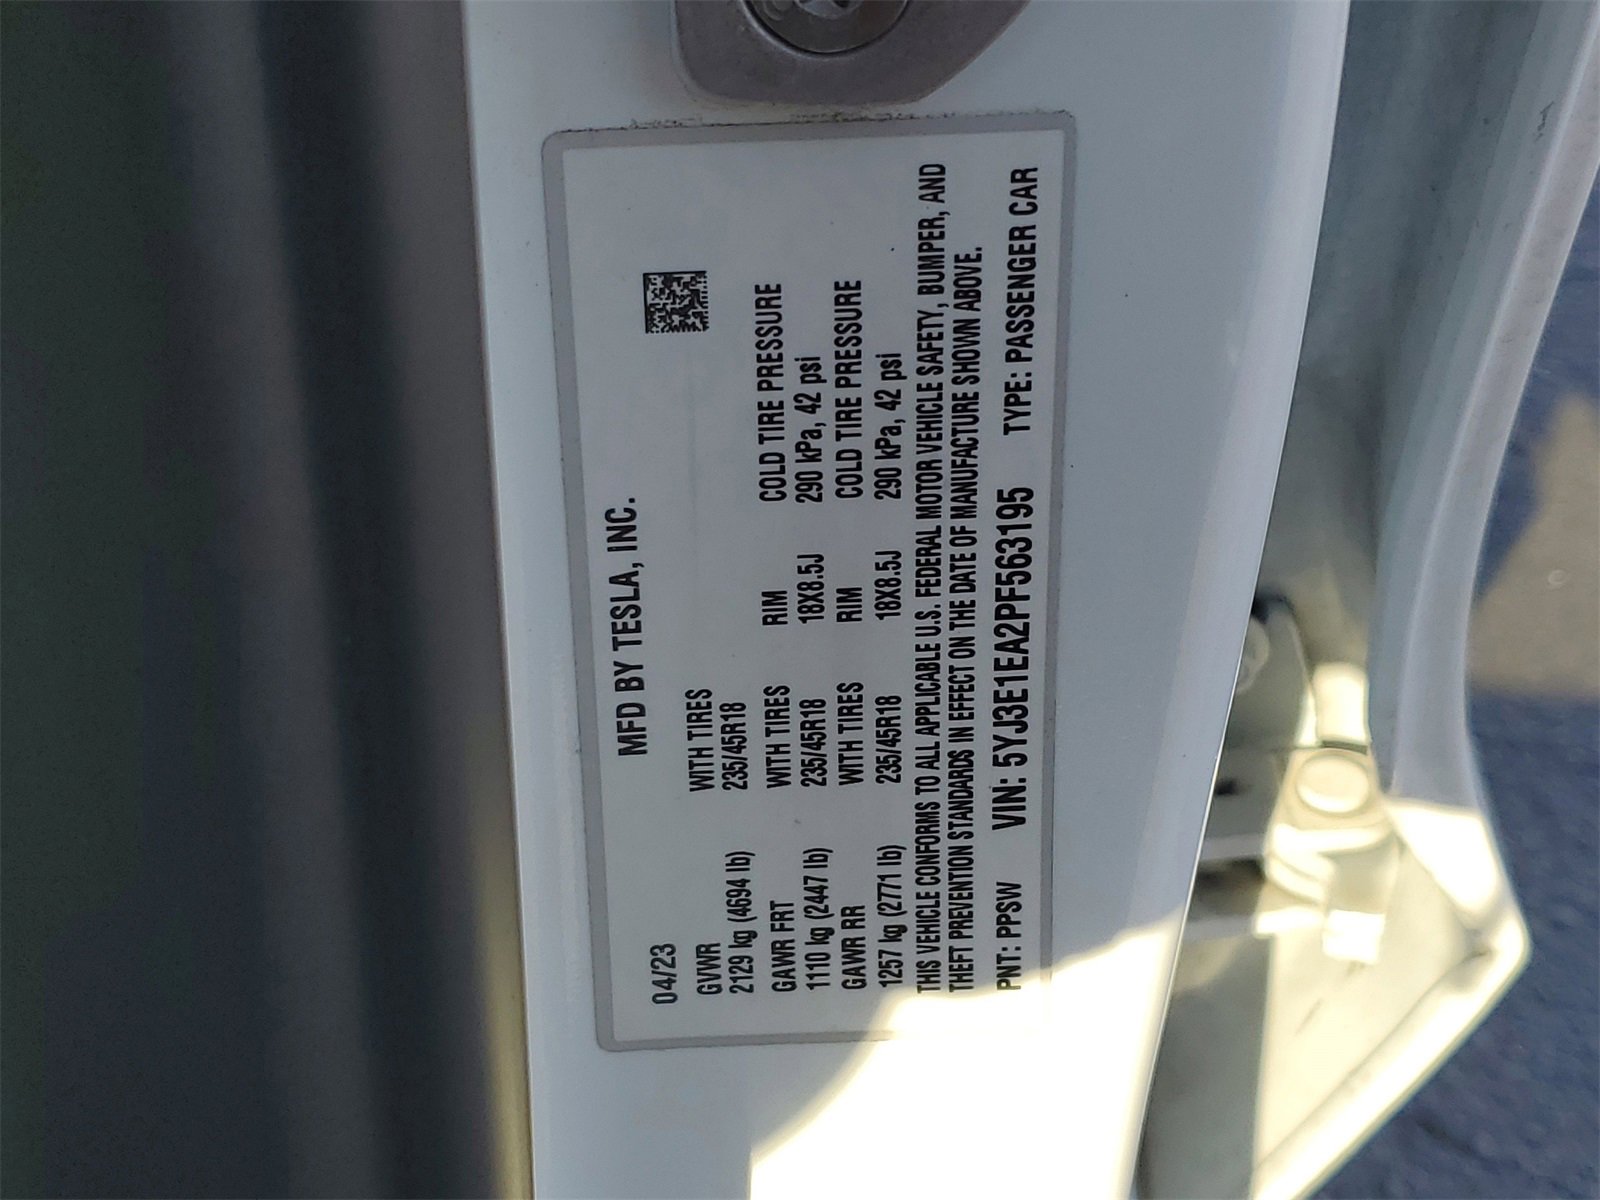 MFD BY TESLA, INC.
04/23
GVWR WITH TIRES
2129 kg (4694 lb) 235/45R18
GAWR FRT WITH TIRES RIM COLD TIRE PRESSURE
1110 kg (2447 lb) 235/45R18 18X8.5J 290 kPa, 42 psi
GAWR RR WITH TIRES RIM COLD TIRE PRESSURE
1257 kg (2771 lb) 235/45R18 18X8.5J 290 kPa, 42 psi
THIS VEHICLE CONFORMS TO ALL APPLICABLE U.S. FEDERAL MOTOR VEHICLE SAFETY, BUMPER, AND
THEFT PREVENTION STANDARDS IN EFFECT ON THE DATE OF MANUFACTURE SHOWN ABOVE.
PNT: PPSW VIN: 5YJ3E1EA2PF563195 TYPE: PASSENGER CAR